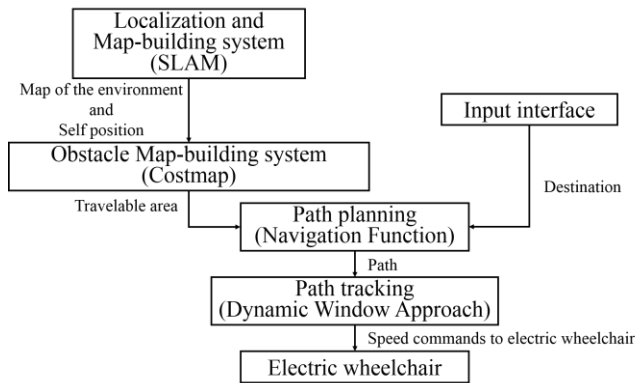 Localization and
Map-building system
(SLAM)
Map of the environment
and
Self position
Input interface
Obstacle Map-building system
(Costmap)
Destination
Travelable area
Path planning
(Navigation Function)
Path
Path tracking
(Dynamic Window Approach)
Speed commands to electric wheelchair
Electric wheelchair